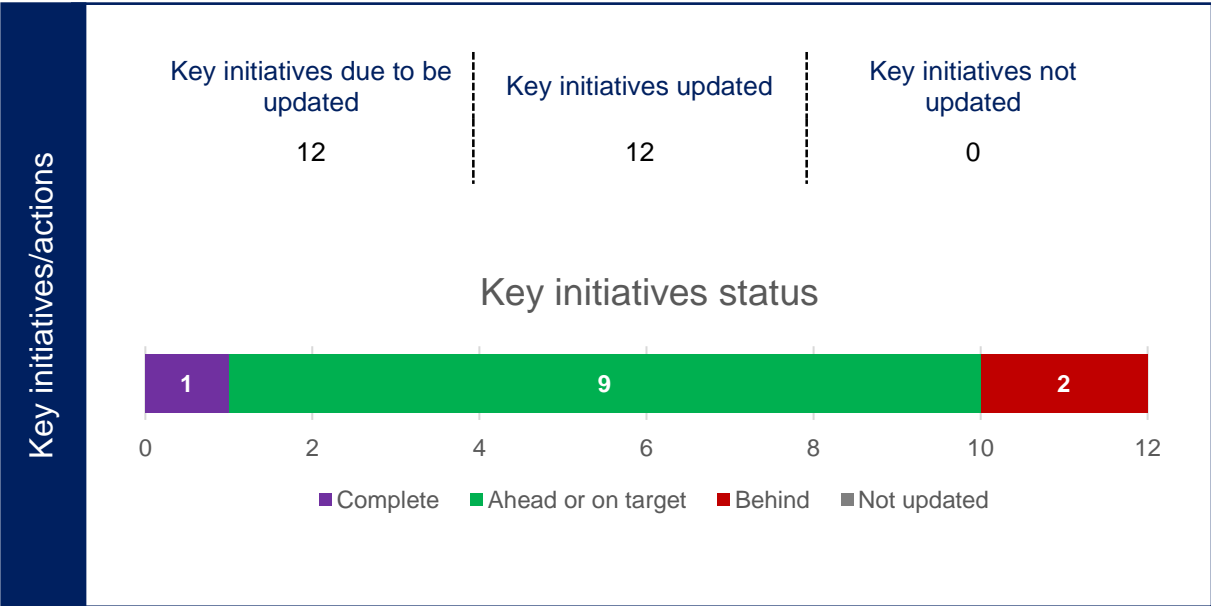 Key initiatives/actions
Key initiatives due to be
updated
12
Key initiatives updated
12
Key initiatives not
updated
0
Key initiatives status
1 9 2
0 2 4 6 8 10 12
Complete Ahead or on target Behind Not updated